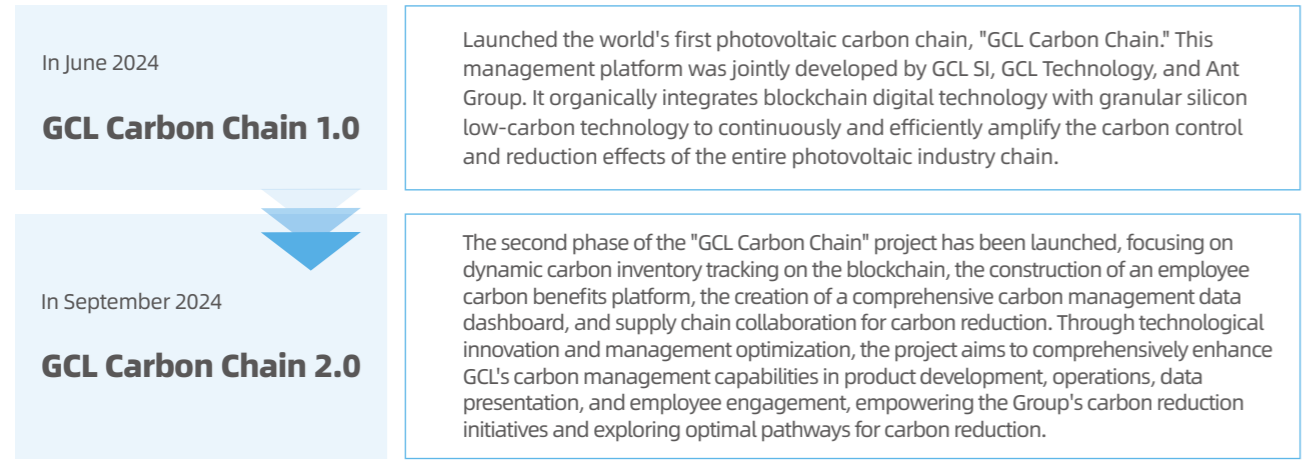 In June 2024
GCL Carbon Chain 1.0
Launched the world's first photovoltaic carbon chain, "GCL Carbon Chain." This
management platform was jointly developed by GCL SI, GCL Technology, and Ant
Group. It organically integrates blockchain digital technology with granular silicon
low-carbon technology to continuously and efficiently amplify the carbon control
and reduction effects of the entire photovoltaic industry chain.
In September 2024
GCL Carbon Chain 2.0
The second phase of the "GCL Carbon Chain" project has been launched, focusing on
dynamic carbon inventory tracking on the blockchain, the construction of an employee
carbon benefits platform, the creation of a comprehensive carbon management data
dashboard, and supply chain collaboration for carbon reduction. Through technological
innovation and management optimization, the project aims to comprehensively enhance
GCL's carbon management capabilities in product development, operations, data
presentation, and employee engagement, empowering the Group's carbon reduction
initiatives and exploring optimal pathways for carbon reduction.